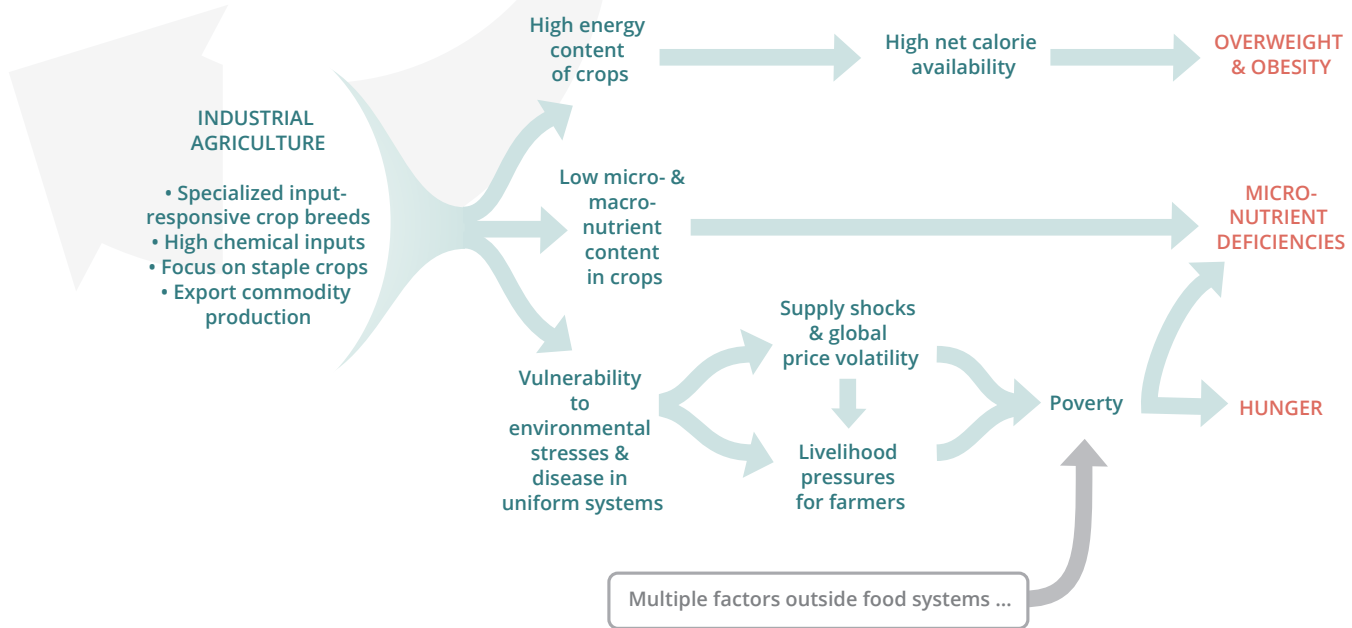 INDUSTRIAL
AGRICULTURE
• Specialized input-
responsive crop breeds
• High chemical inputs
• Focus on staple crops
• Export commodity
production
High energy
content
of crops
High net calorie
availability
OVERWEIGHT
& OBESITY
Low micro- &
macro-
nutrient
content
in crops
MICRO-
NUTRIENT
DEFICIENCIES
Vulnerability
to
environmental
stresses &
disease in
uniform systems
Supply shocks
& global
price volatility
Livelihood
pressures
for farmers
Poverty
HUNGER
Multiple factors outside food systems ...